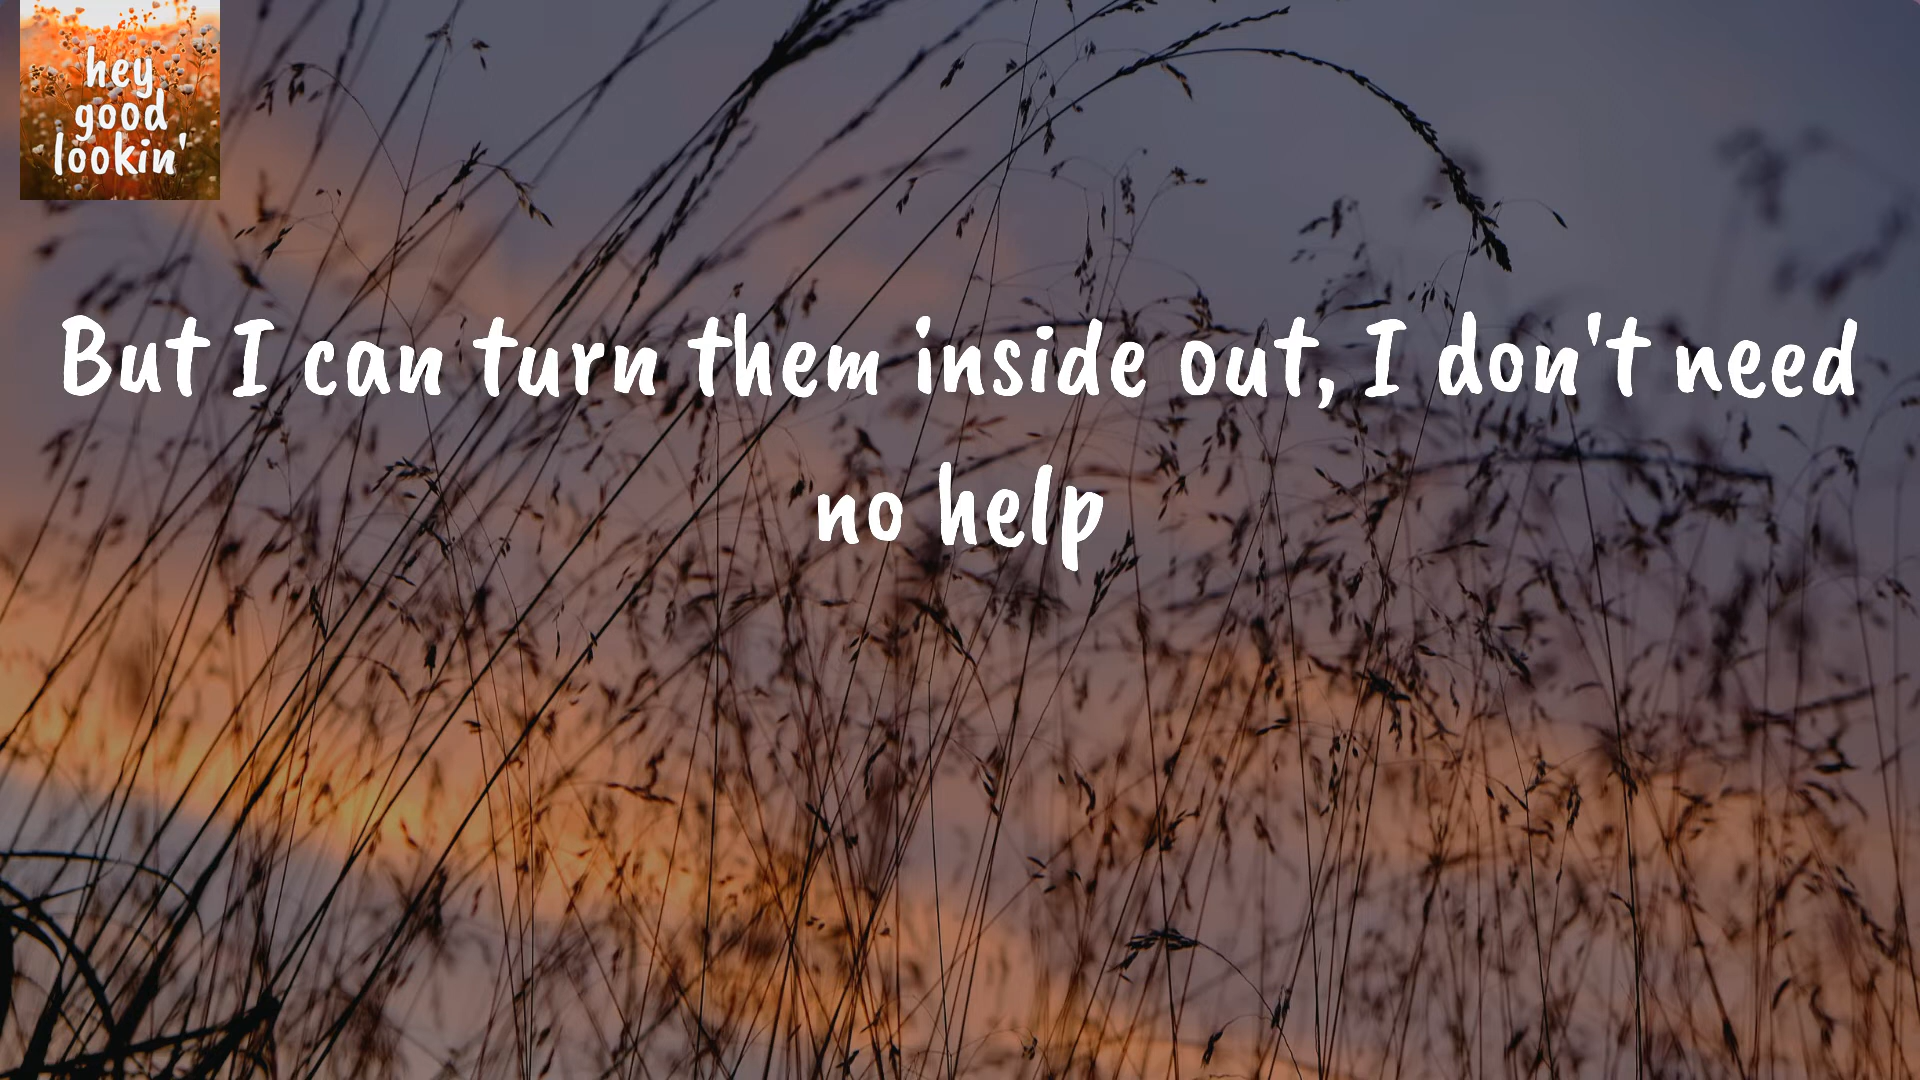 hey
good
lookin'
But I can turn them inside out, I don't need
no help